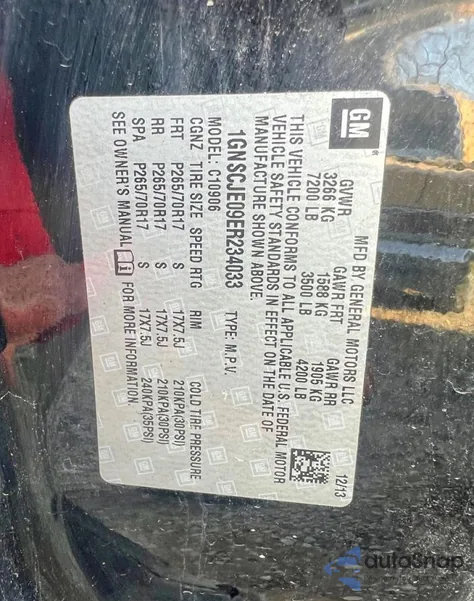 GM
MFD BY GENERAL MOTORS LLC 12/13
GVWR GAWR FRT GAWR RR
3266 KG 1588 KG 1905 KG
7200 LB 3500 LB 4200 LB
THIS VEHICLE CONFORMS TO ALL APPLICABLE U.S. FEDERAL MOTOR
VEHICLE SAFETY STANDARDS IN EFFECT ON THE DATE OF
MANUFACTURE SHOWN ABOVE.
1GNSCJE09ER234033 TYPE: M.P.V.
MODEL: C10906
CGNZ TIRE SIZE SPEED RTG RIM COLD TIRE PRESSURE
FRT P265/70R17 S 17X7.5J 210KPA(30PSI)
RR P265/70R17 S 17X7.5J 210KPA(30PSI)
SPA P265/70R17 S 17X7.5J 240KPA(35PSI)
SEE OWNER'S MANUAL FOR MORE INFORMATION
autoSnap